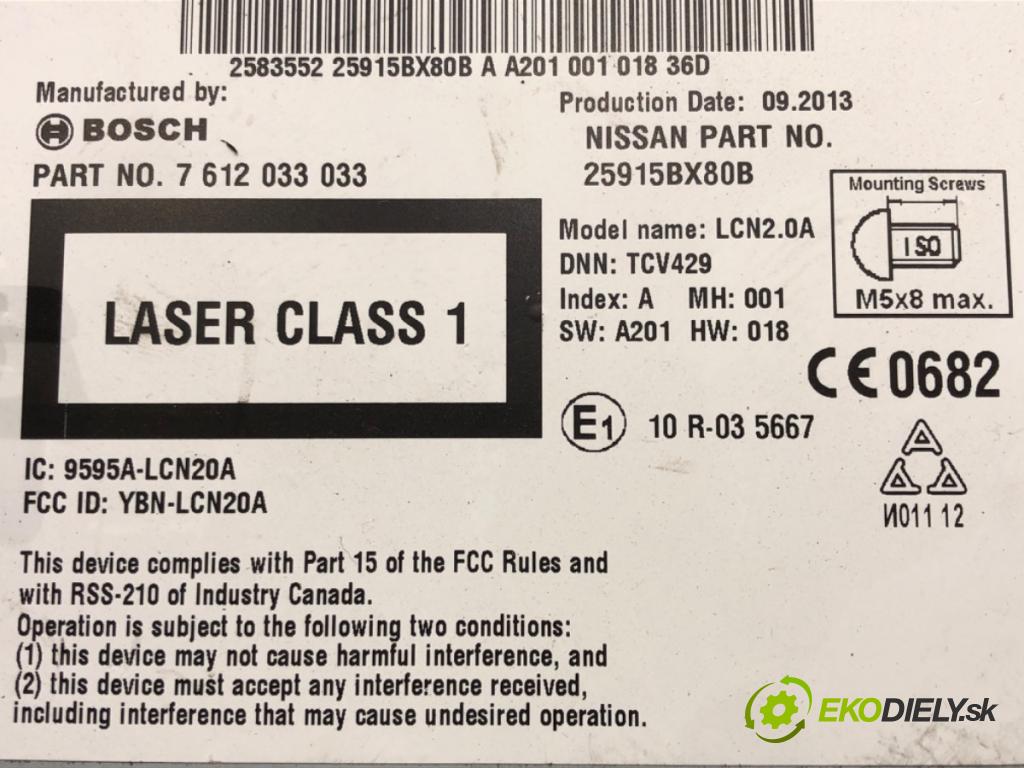 2583552 25915BX80B A A201 001 018 36D
Manufactured by:
BOSCH
PART NO. 7 612 033 033
Production Date: 09.2013
NISSAN PART NO.
25915BX80B
Mounting Screws
ISO
M5x8 max.
Model name: LCN2.0A
DNN: TCV429
Index: A MH: 001
SW: A201 HW: 018
LASER CLASS 1
CE 0682
E1 10 R-03 5667
A
И011 12
IC: 9595A-LCN20A
FCC ID: YBN-LCN20A
This device complies with Part 15 of the FCC Rules and
with RSS-210 of Industry Canada.
Operation is subject to the following two conditions:
(1) this device may not cause harmful interference, and
(2) this device must accept any interference received,
including interference that may cause undesired operation.
EKODIELY.sk